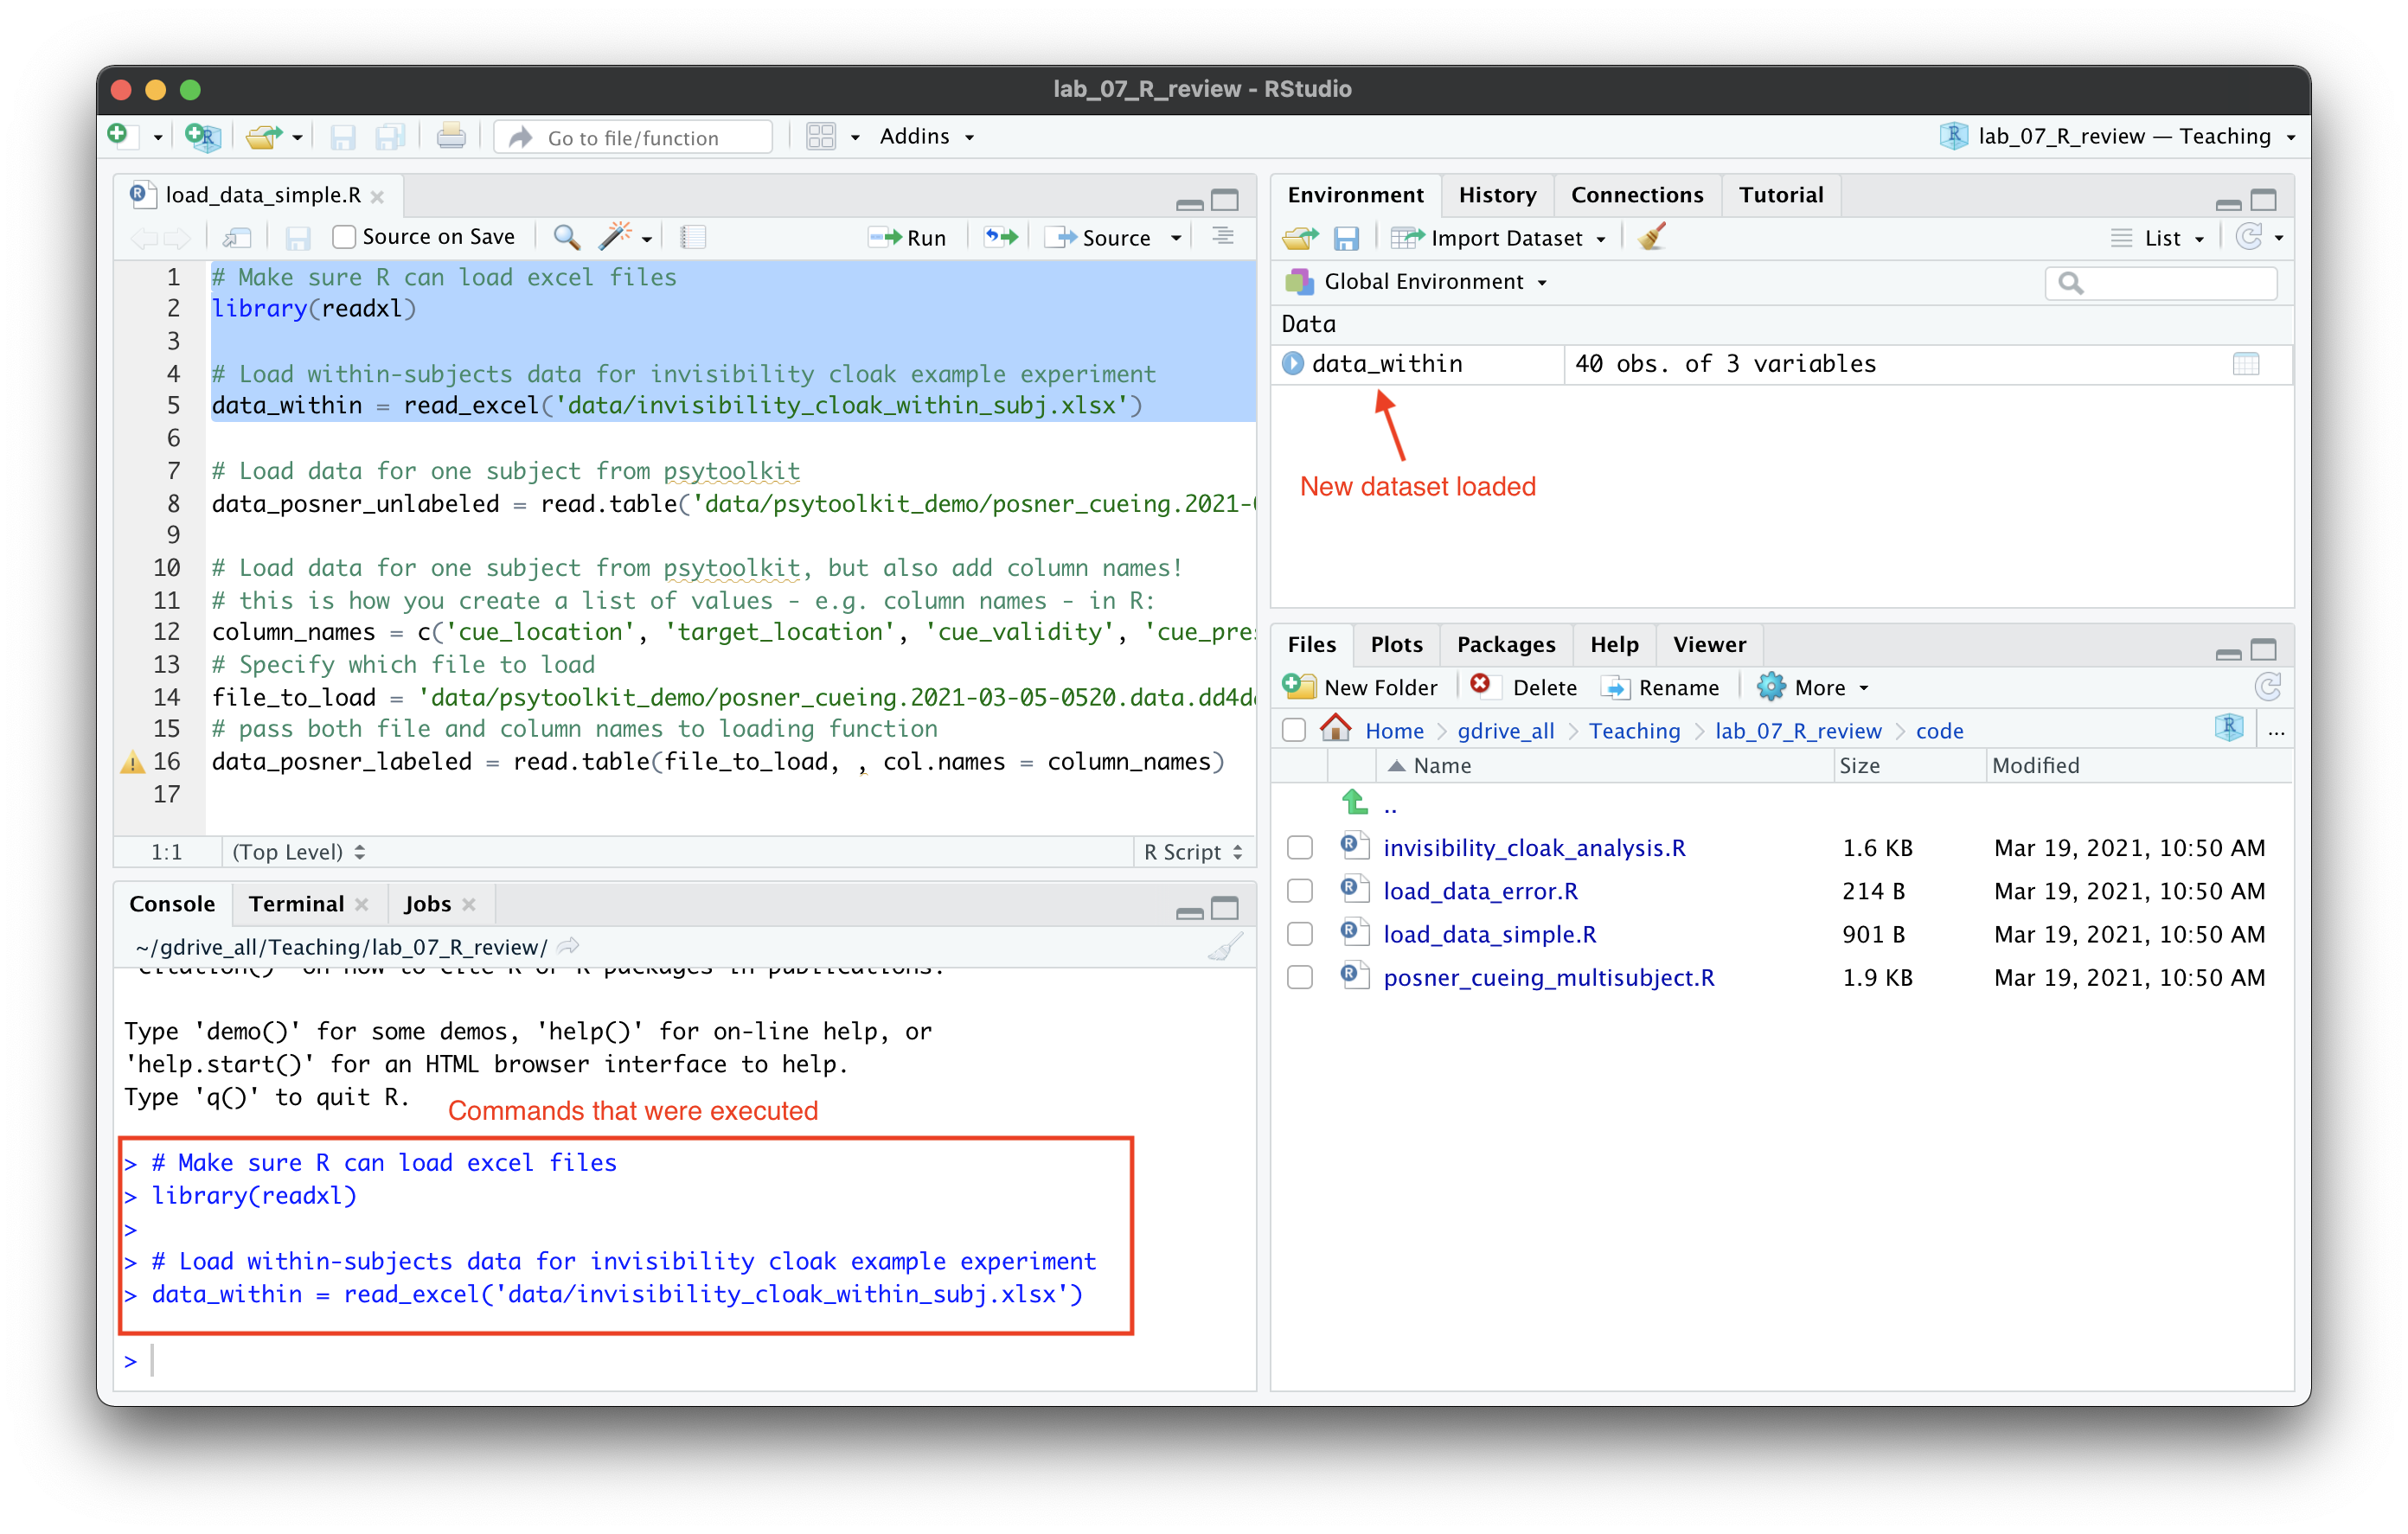 lab_07_R_review - RStudio
Go to file/function
Addins
lab_07_R_review — Teaching
load_data_simple.R
Source on Save
Run
Source
1 # Make sure R can load excel files
2 library(readxl)
3
4 # Load within-subjects data for invisibility cloak example experiment
5 data_within = read_excel('data/invisibility_cloak_within_subj.xlsx')
6
7 # Load data for one subject from psytoolkit
8 data_posner_unlabeled = read.table('data/psytoolkit_demo/posner_cueing.2021-
9
10 # Load data for one subject from psytoolkit, but also add column names!
11 # this is how you create a list of values - e.g. column names - in R:
12 column_names = c('cue_location', 'target_location', 'cue_validity', 'cue_pres
13 # Specify which file to load
14 file_to_load = 'data/psytoolkit_demo/posner_cueing.2021-03-05-0520.data.dd4d
15 # pass both file and column names to loading function
16 data_posner_labeled = read.table(file_to_load, , col.names = column_names)
17
1:1 (Top Level) R Script
Console Terminal Jobs
~/gdrive_all/Teaching/lab_07_R_review/
'citation()' on how to cite R or R packages in publications.
Type 'demo()' for some demos, 'help()' for on-line help, or
'help.start()' for an HTML browser interface to help.
Type 'q()' to quit R.
Commands that were executed
> # Make sure R can load excel files
> library(readxl)
>
> # Load within-subjects data for invisibility cloak example experiment
> data_within = read_excel('data/invisibility_cloak_within_subj.xlsx')
>
Environment History Connections Tutorial
Import Dataset
List
Global Environment
Data
data_within 40 obs. of 3 variables
New dataset loaded
Files Plots Packages Help Viewer
New Folder Delete Rename More
Home gdrive_all Teaching lab_07_R_review code ...
Name Size Modified
..
invisibility_cloak_analysis.R 1.6 KB Mar 19, 2021, 10:50 AM
load_data_error.R 214 B Mar 19, 2021, 10:50 AM
load_data_simple.R 901 B Mar 19, 2021, 10:50 AM
posner_cueing_multisubject.R 1.9 KB Mar 19, 2021, 10:50 AM